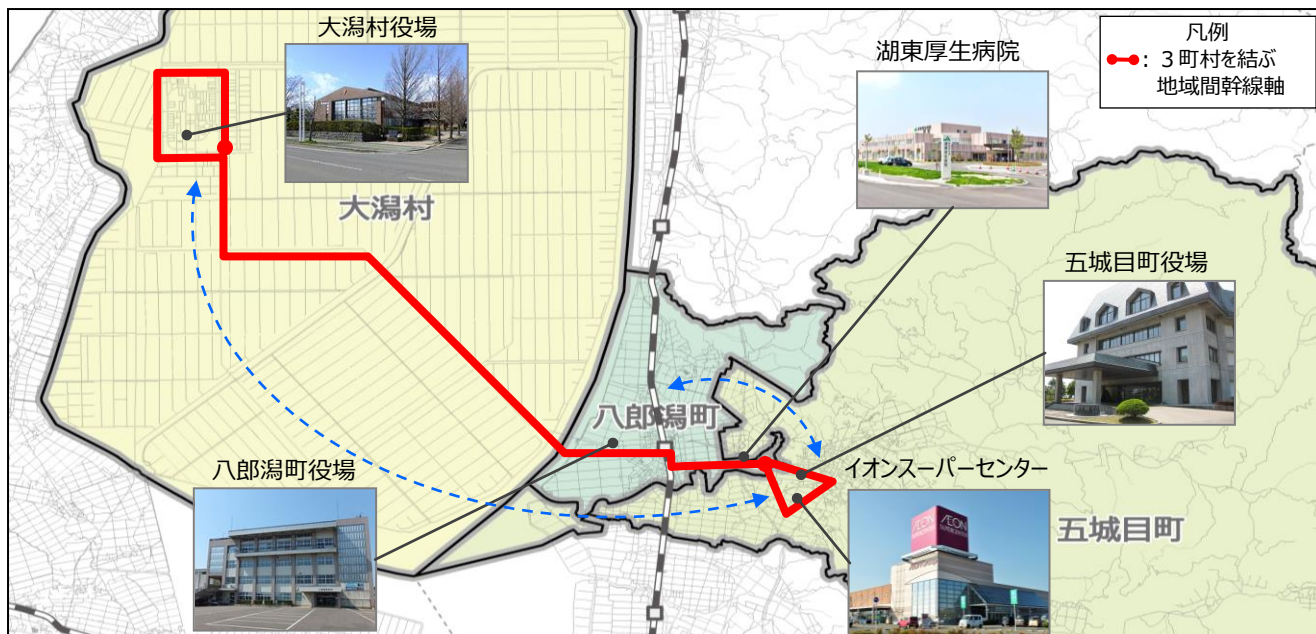 大潟村役場
湖東厚生病院
凡例
:３町村を結ぶ
地域間幹線軸
大潟村
五城目町役場
八郎潟町
八郎潟町役場
イオンスーパーセンター
五城目町
ÆON
SUPERCENTER